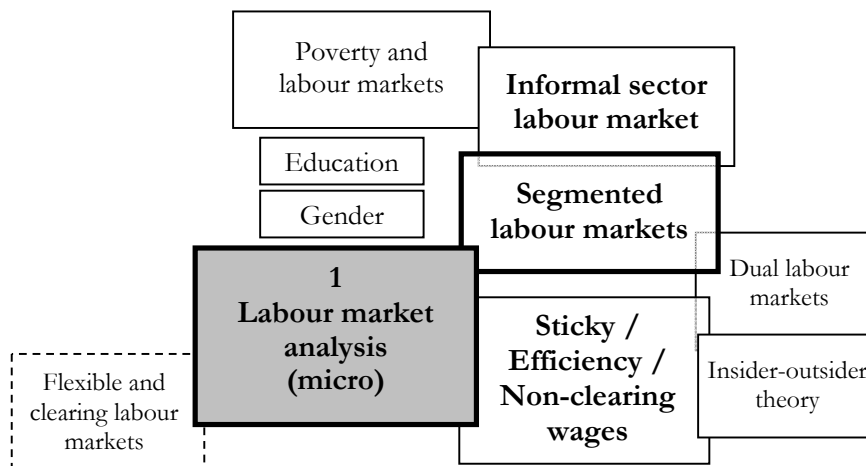 Poverty and
labour markets
Informal sector
labour market
Education
Gender
Segmented
labour markets
Dual labour
markets
1
Labour market
analysis
(micro)
Sticky /
Efficiency /
Non-clearing
wages
Insider-outsider
theory
Flexible and
clearing labour
markets